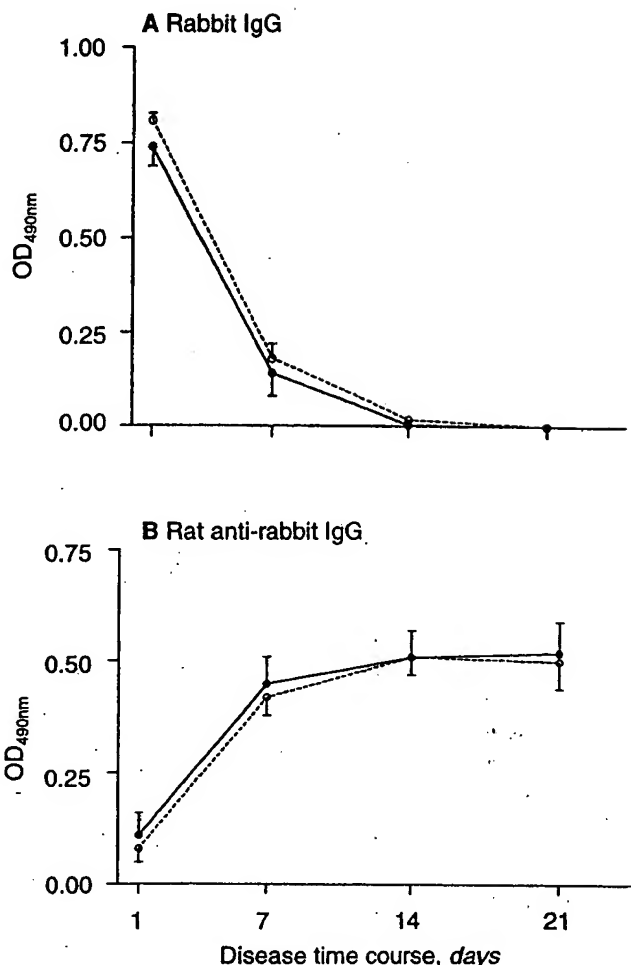 A Rabbit IgG
1.00
0.75
0.50
0.25
0.00
OD490nm
B Rat anti-rabbit IgG
0.75
0.50
0.25
0.00
OD490nm
1 7 14 21
Disease time course, days